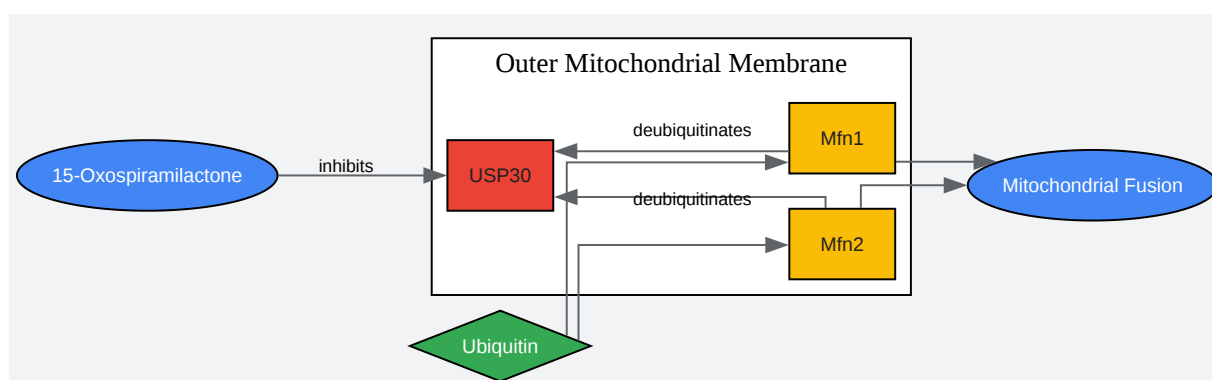 Outer Mitochondrial Membrane
deubiquitinates
Mfn1
15-Oxospiramilactone
inhibits
USP30
Mitochondrial Fusion
deubiquitinates
Mfn2
Ubiquitin